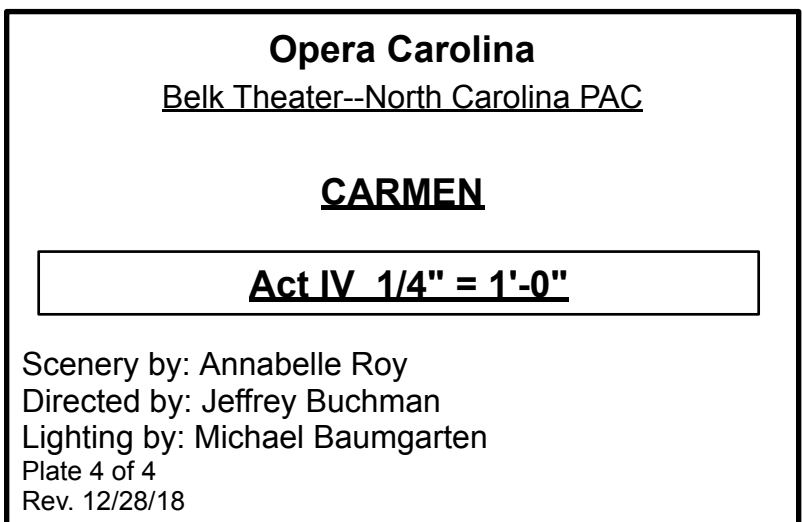 Opera Carolina
Belk Theater--North Carolina PAC
CARMEN
Act IV  1/4" = 1'-0"
Scenery by: Annabelle Roy
Directed by: Jeffrey Buchman
Lighting by: Michael Baumgarten
Plate 4 of 4
Rev. 12/28/18